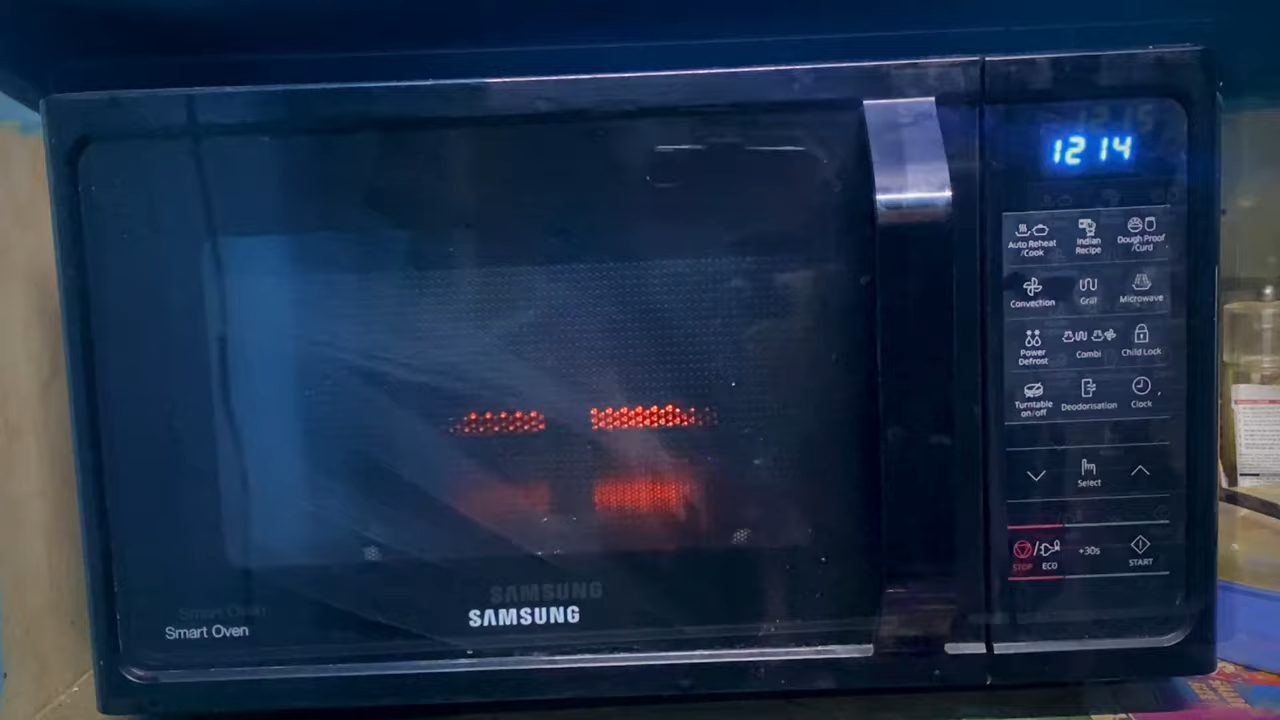 1214
Auto Reheat
/Cook
Indian
Recipe
Dough Proof
/Curd
Convection
Grill
Microwave
Power
Defrost
Combi
Child Lock
Turntable
on/off
Deodorisation
Clock
Select
STOP
/
ECO
+30s
START
SAMSUNG
Smart Oven